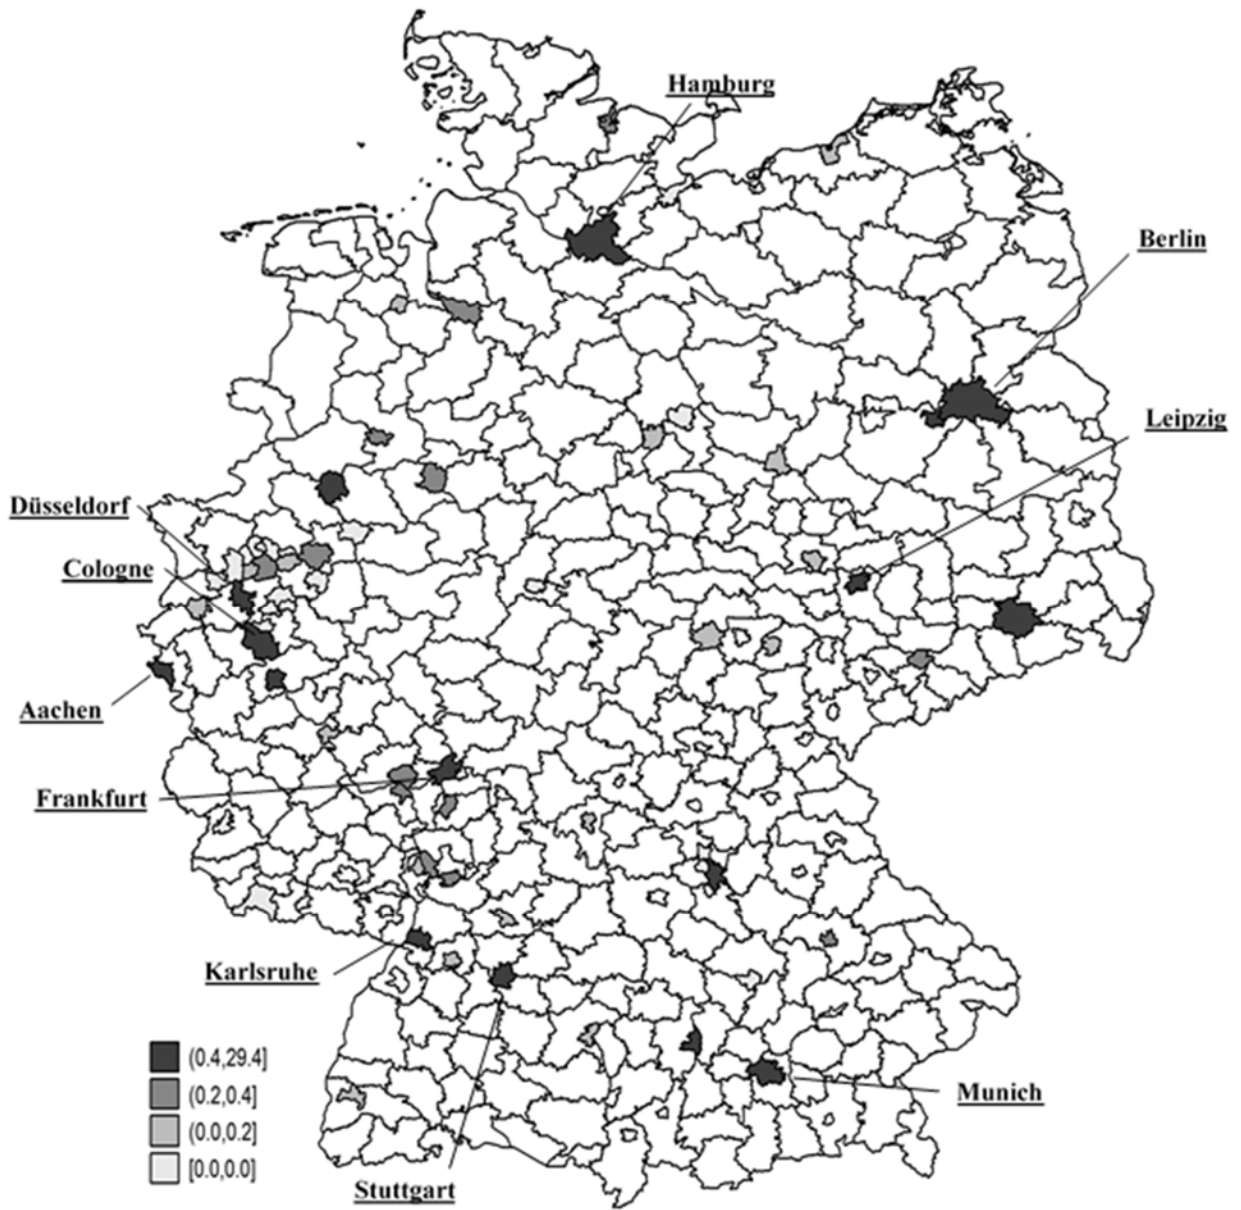 Hamburg
Berlin
Leipzig
Düsseldorf
Cologne
Aachen
Frankfurt
Karlsruhe
(0.4,29.4]
(0.2,0.4]
(0.0,0.2]
[0.0,0.0]
Munich
Stuttgart